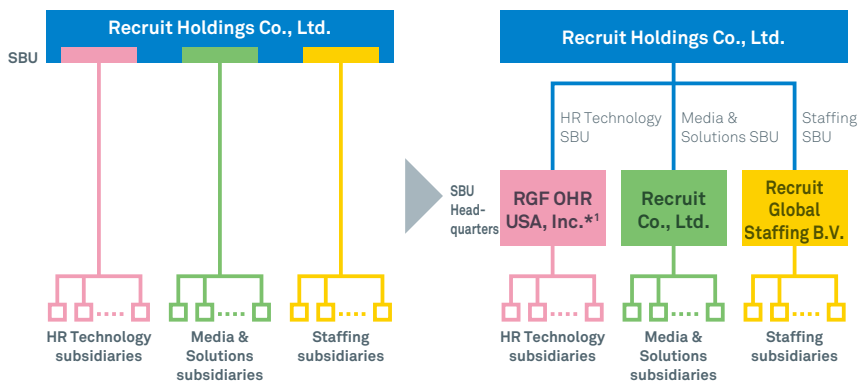 Recruit Holdings Co., Ltd.
SBU
HR Technology
subsidiaries
Media &
Solutions
subsidiaries
Staffing
subsidiaries
Recruit Holdings Co., Ltd.
HR Technology
SBU
Media &
Solutions SBU
Staffing
SBU
SBU
Head-
quarters
RGF OHR
USA, Inc.*1
Recruit
Co., Ltd.
Recruit
Global
Staffing B.V.
HR Technology
subsidiaries
Media &
Solutions
subsidiaries
Staffing
subsidiaries